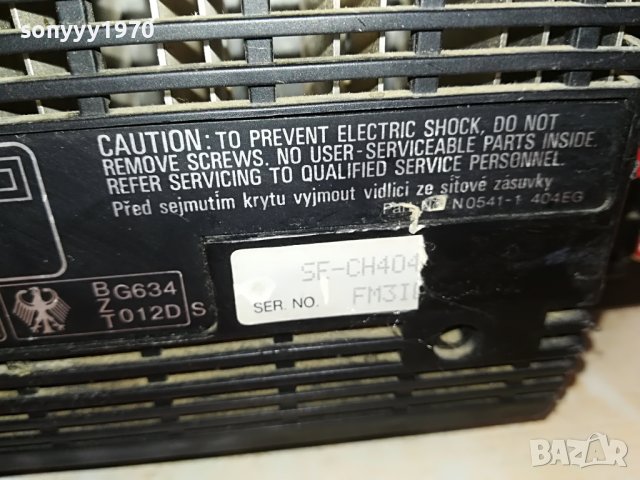 sonyyy1970
CAUTION: TO PREVENT ELECTRIC SHOCK, DO NOT
REMOVE SCREWS. NO USER-SERVICEABLE PARTS INSIDE.
REFER SERVICING TO QUALIFIED SERVICE PERSONNEL.
Před sejmutím krytu vyjmout vidlici ze síťové zásuvky
N0541-1 404EG
SF-CH404
SER. NO. FM3I
BZT G634
012D S
BAZAR